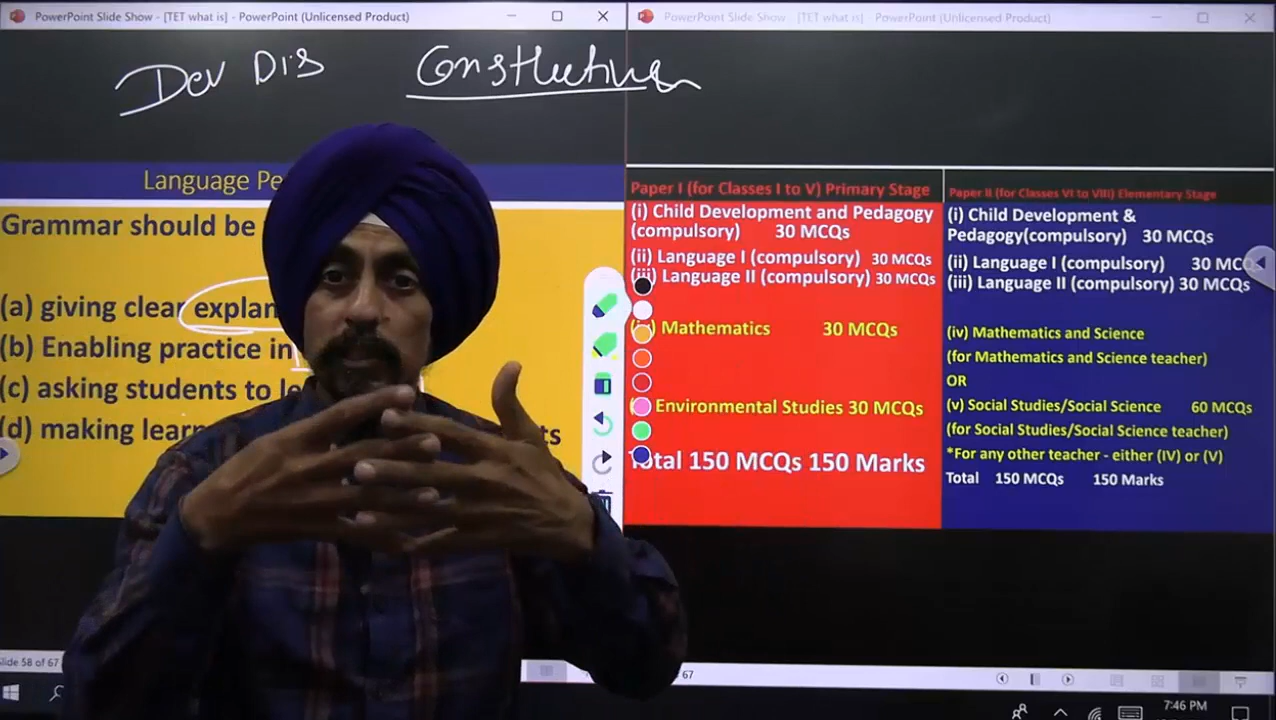 PowerPoint Slide Show - [TET what is] - PowerPoint (Unlicensed Product)
PowerPoint Slide Show - [TET what is] - PowerPoint (Unlicensed Product)
Dev Dis
Language Pe
Grammar should be
(a) giving clear explan
(b) Enabling practice in
(c) asking students to le
(d) making lear
ts
Paper I (for Classes I to V) Primary Stage
(i) Child Development and Pedagogy
(compulsory) 30 MCQs
(ii) Language I (compulsory) 30 MCQs
(iii) Language II (compulsory) 30 MCQs
Mathematics 30 MCQs
Environmental Studies 30 MCQs
Total 150 MCQs 150 Marks
Paper II (for Classes VI to VIII) Elementary Stage
(i) Child Development &
Pedagogy(compulsory) 30 MCQs
(ii) Language I (compulsory) 30 MC
(iii) Language II (compulsory) 30 MCQs
(iv) Mathematics and Science
(for Mathematics and Science teacher)
OR
(v) Social Studies/Social Science 60 MCQs
(for Social Studies/Social Science teacher)
*For any other teacher - either (IV) or (V)
Total 150 MCQs 150 Marks
Slide 58 of 67
67
7:46 PM